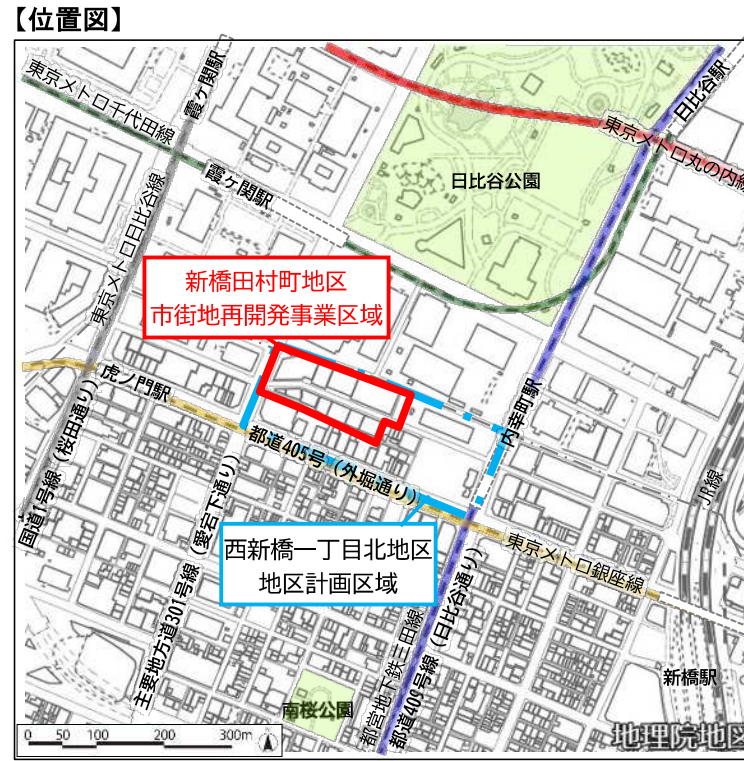 【位置図】
霞ケ関駅
日比谷駅
東京メトロ千代田線
東京メトロ丸の内線
霞ケ関駅
日比谷公園
東京メトロ日比谷線
新橋田村町地区
市街地再開発事業区域
虎ノ門駅
内幸町駅
都道405号（外堀通り）
JR線
国道1号線（桜田通り）
主要地方道301号線（愛宕下通り）
西新橋一丁目北地区
地区計画区域
東京メトロ銀座線
都営地下鉄三田線
都道409号線（日比谷通り）
新橋駅
南桜公園
0 50 100 200 300m
地理院地図